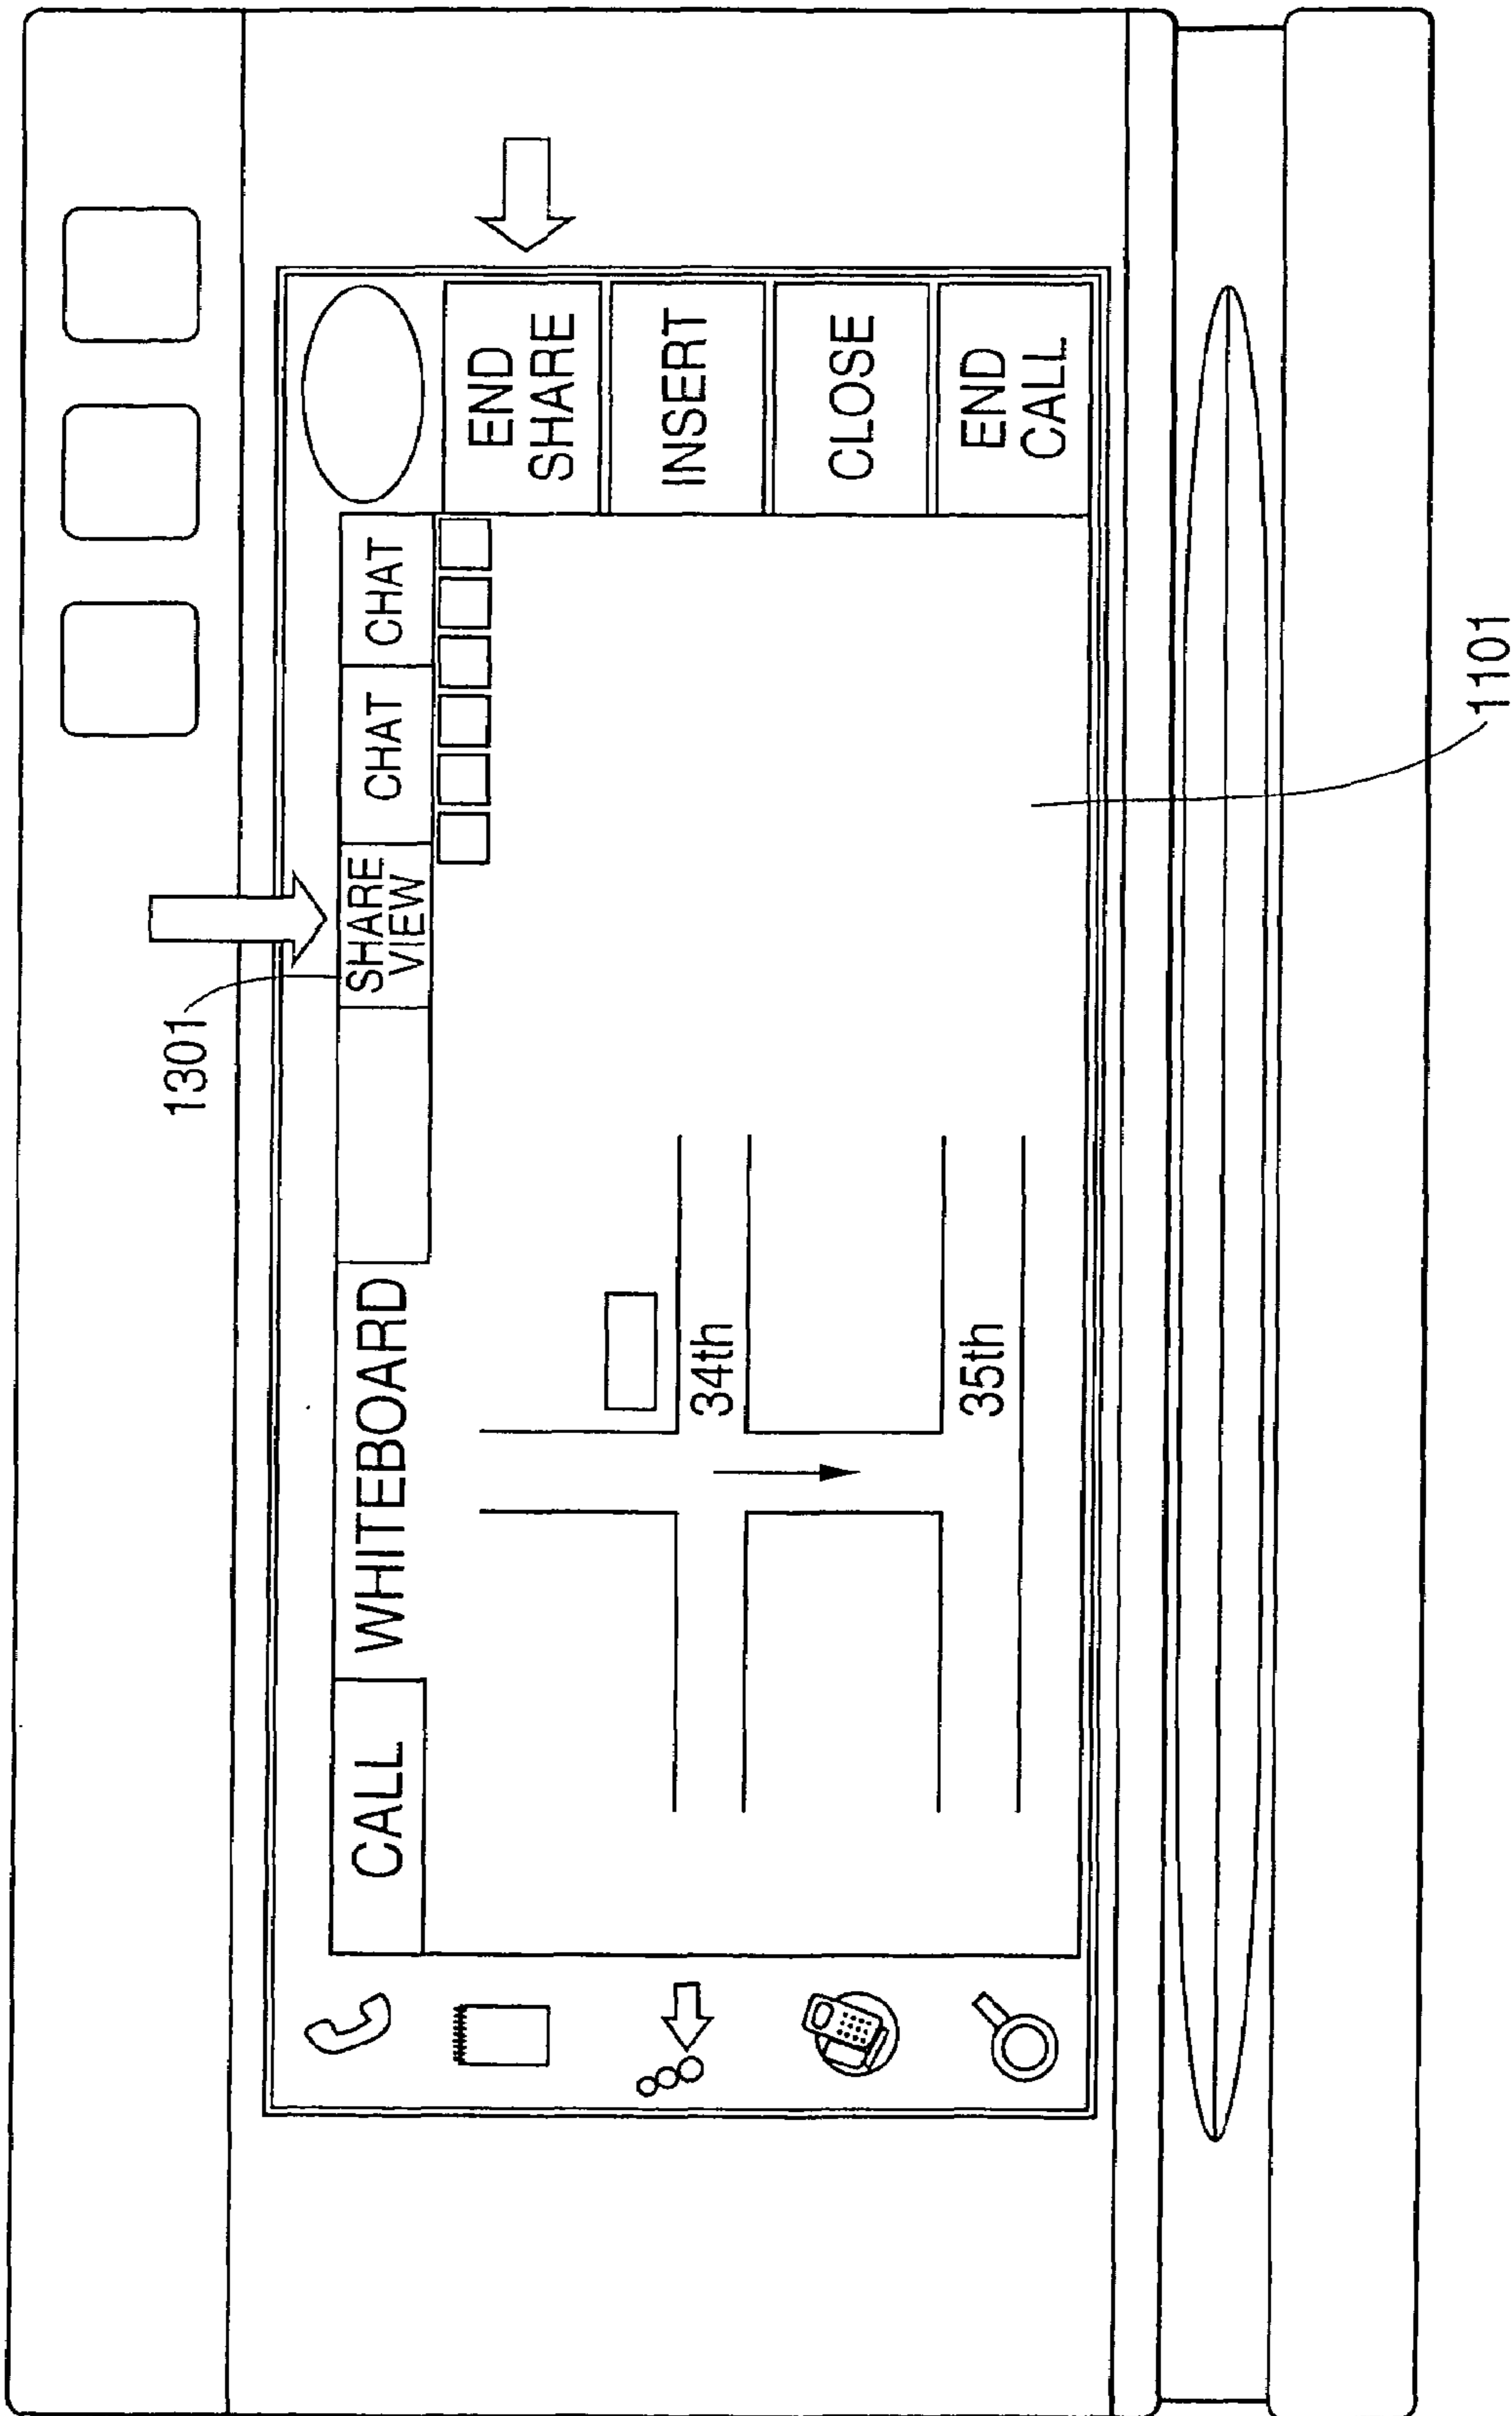 1301
CALL
WHITEBOARD
SHARE
VIEW
CHAT
CHAT
END
SHARE
INSERT
CLOSE
END
CALL
34th
35th
1101